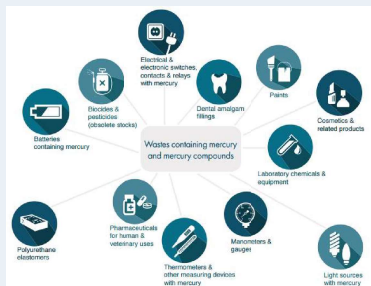 Electrical &
electronic switches,
contacts & relays
with mercury
Biocides &
pesticides
(obsolete stocks)
Dental amalgam
fillings
Paints
Cosmetics &
related products
Batteries
containing mercury
Wastes containing mercury
and mercury compounds
Laboratory chemicals &
equipment
Polyurethane
elastomers
Pharmaceuticals
for human &
veterinary uses
Thermometers &
other measuring devices
with mercury
Manometers &
gauges
Light sources
with mercury